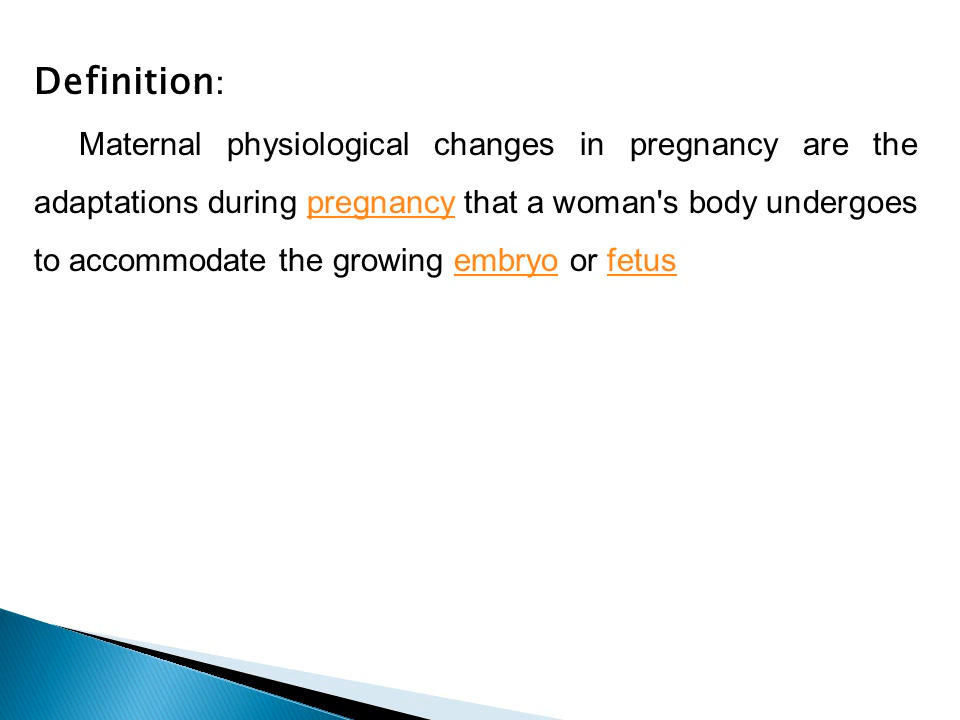 Definition:
Maternal physiological changes in pregnancy are the
adaptations during pregnancy that a woman's body undergoes
to accommodate the growing embryo or fetus